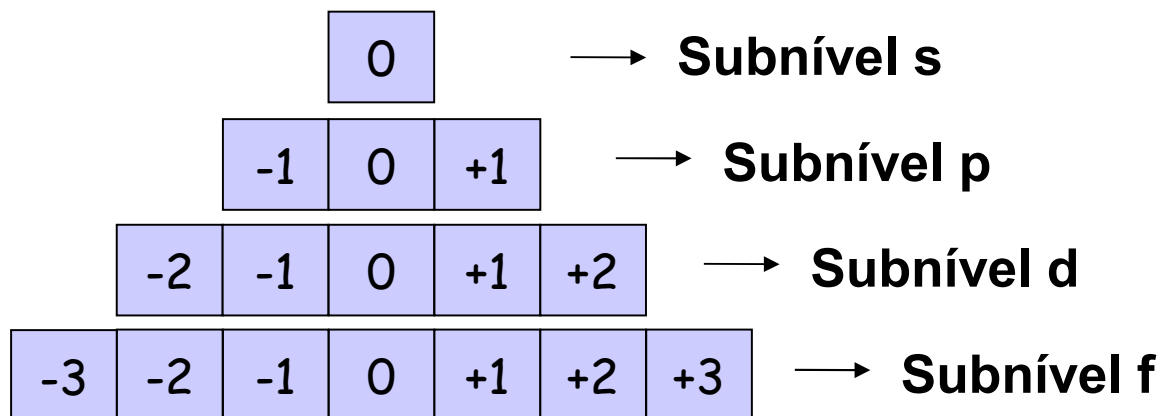 0 Subnível s
-1 0 +1 Subnível p
-2 -1 0 +1 +2 Subnível d
-3 -2 -1 0 +1 +2 +3 Subnível f